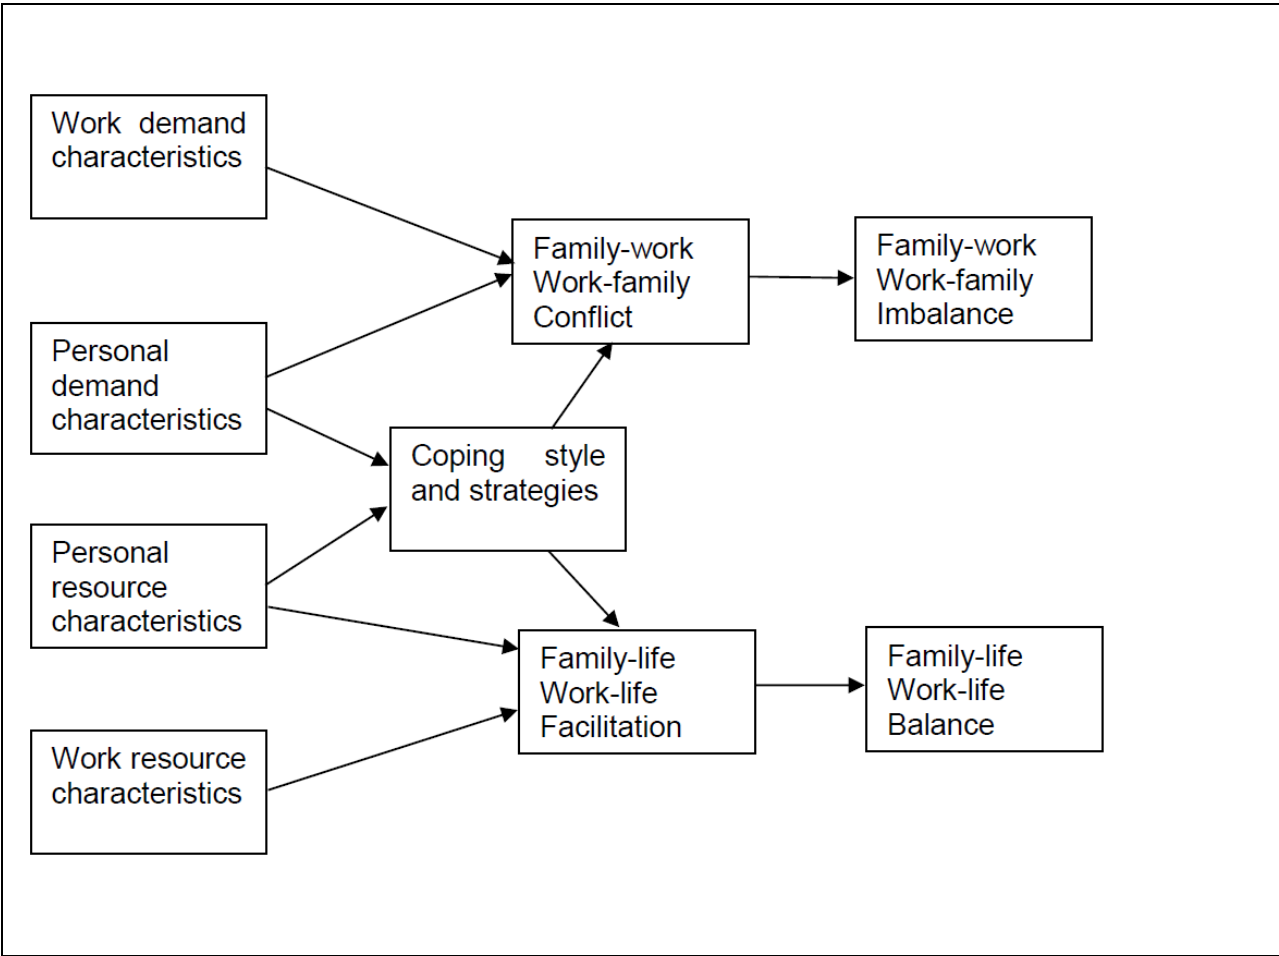 Work demand
characteristics
Family-work
Work-family
Conflict
Family-work
Work-family
Imbalance
Personal
demand
characteristics
Coping style
and strategies
Personal
resource
characteristics
Family-life
Work-life
Facilitation
Family-life
Work-life
Balance
Work resource
characteristics